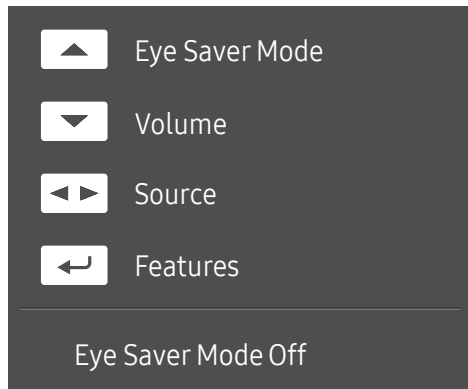 Eye Saver Mode
Volume
Source
Features
Eye Saver Mode Off